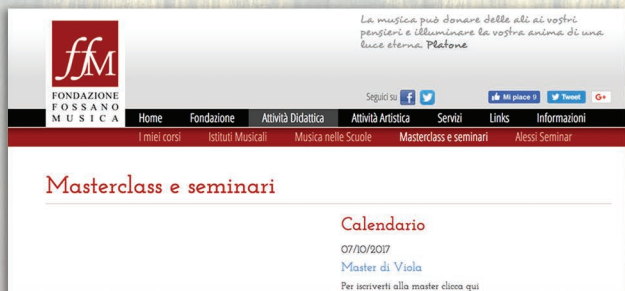 La musica può donare delle ali ai vostri
pensieri e illuminare la vostra anima di una
luce eterna. Platone
ffM
FONDAZIONE
FOSSANO
MUSICA
Seguici su
Mi piace 9
Tweet
G+
Home Fondazione Attività Didattica Attività Artistica Servizi Links Informazioni
I miei corsi Istituti Musicali Musica nelle Scuole Masterclass e seminari Alessi Seminar
Masterclass e seminari
Calendario
07/10/2017
Master di Viola
Per iscriverti alla master clicca qui